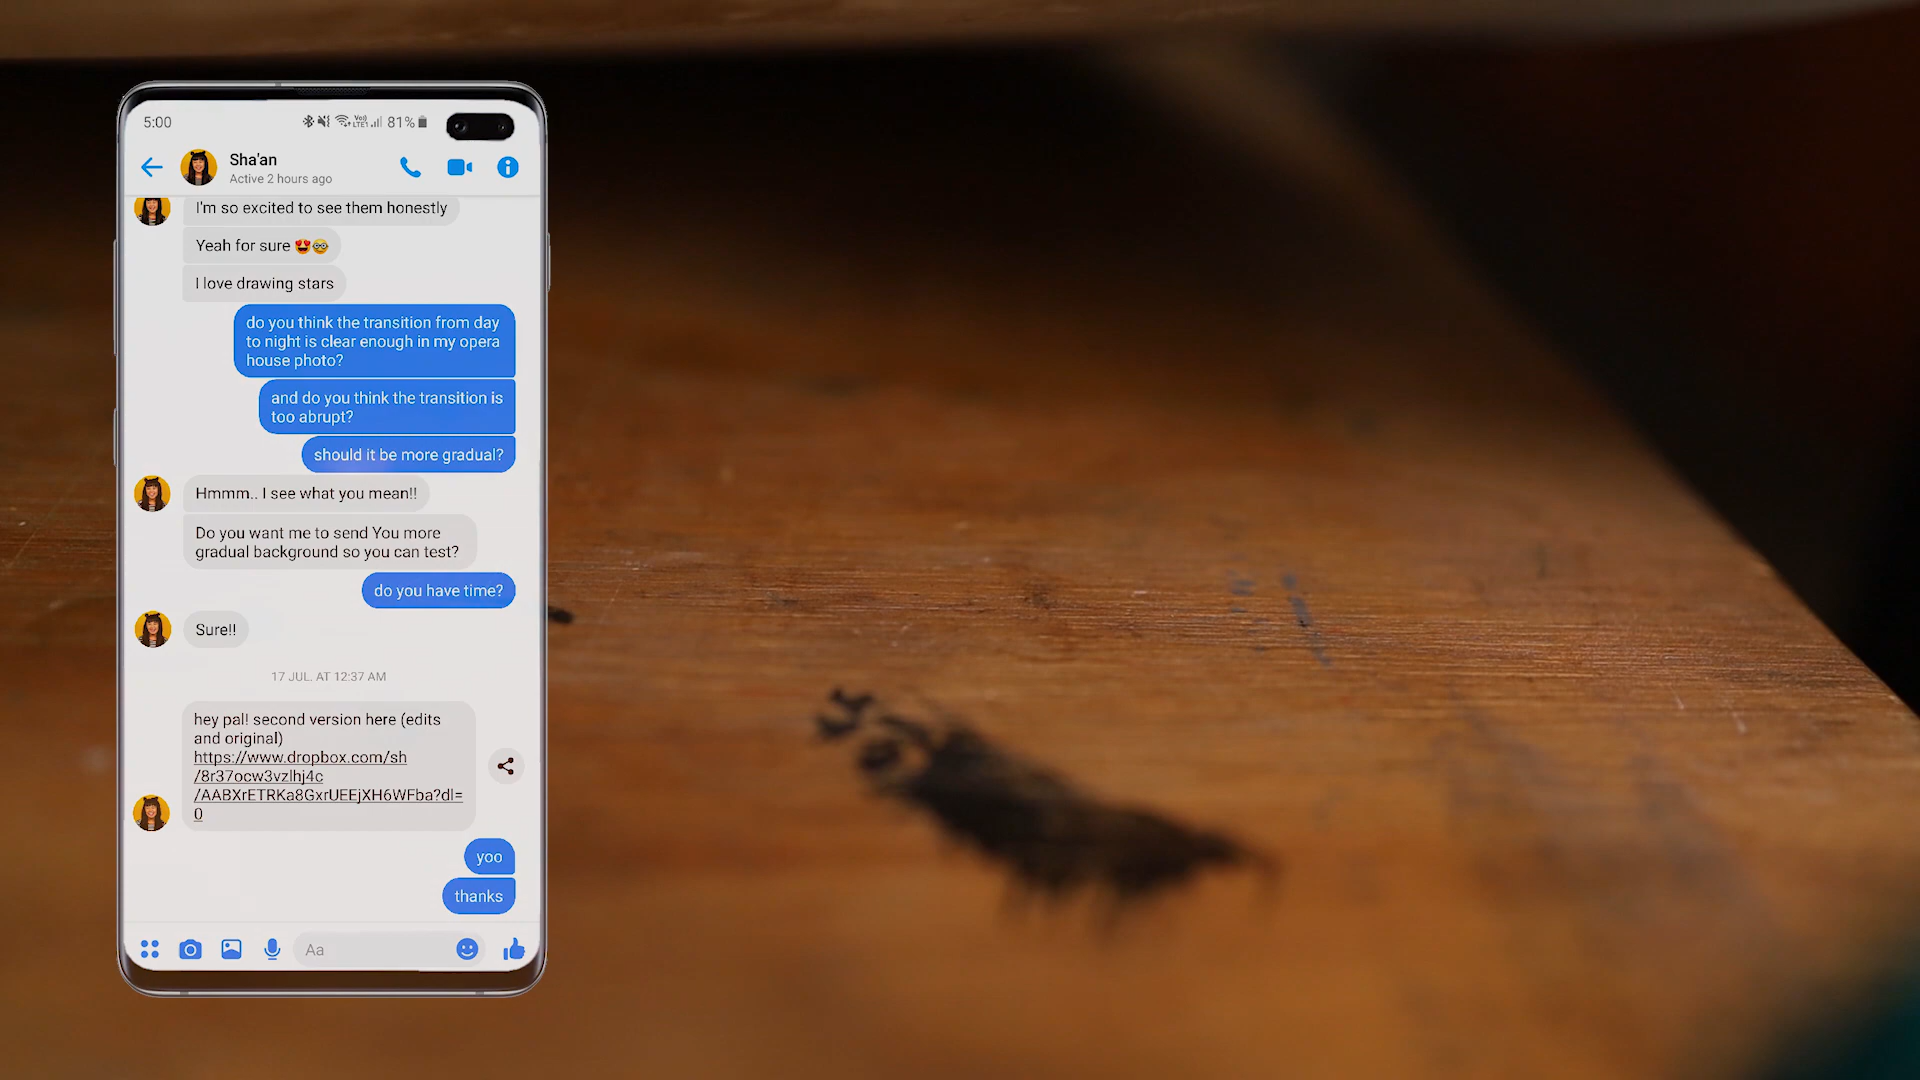 5:00
81%
Sha'an
Active 2 hours ago
I'm so excited to see them honestly
Yeah for sure 😍🤓
I love drawing stars
do you think the transition from day
to night is clear enough in my opera
house photo?
and do you think the transition is
too abrupt?
should it be more gradual?
Hmmm.. I see what you mean!!
Do you want me to send You more
gradual background so you can test?
do you have time?
Sure!!
17 JUL. AT 12:37 AM
hey pal! second version here (edits
and original)
https://www.dropbox.com/sh
/8r37ocw3vzlhj4c
/AABXrETRKa8GxrUEEjXH6WFba?dl=
0
yoo
thanks
Aa